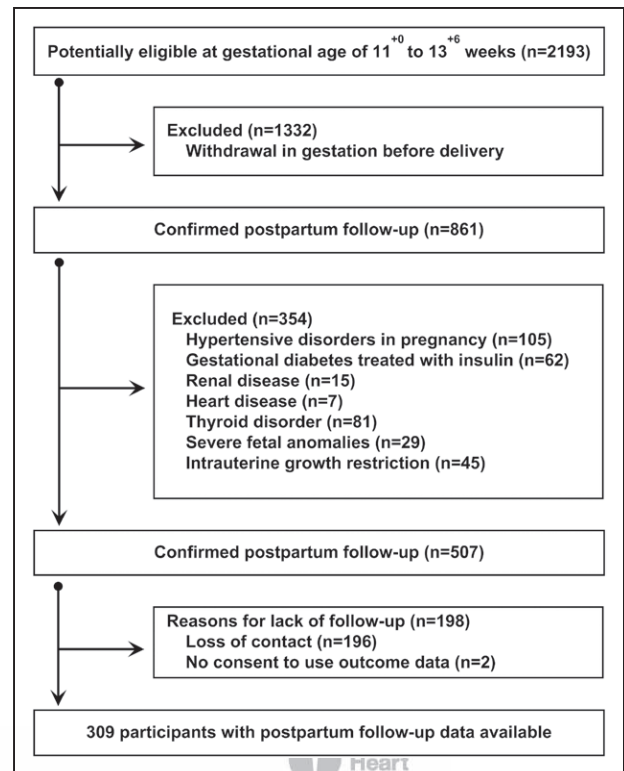 Potentially eligible at gestational age of 11+0 to 13+6 weeks (n=2193)
Excluded (n=1332)
Withdrawal in gestation before delivery
Confirmed postpartum follow-up (n=861)
Excluded (n=354)
Hypertensive disorders in pregnancy (n=105)
Gestational diabetes treated with insulin (n=62)
Renal disease (n=15)
Heart disease (n=7)
Thyroid disorder (n=81)
Severe fetal anomalies (n=29)
Intrauterine growth restriction (n=45)
Confirmed postpartum follow-up (n=507)
Reasons for lack of follow-up (n=198)
Loss of contact (n=196)
No consent to use outcome data (n=2)
309 participants with postpartum follow-up data available
Heart